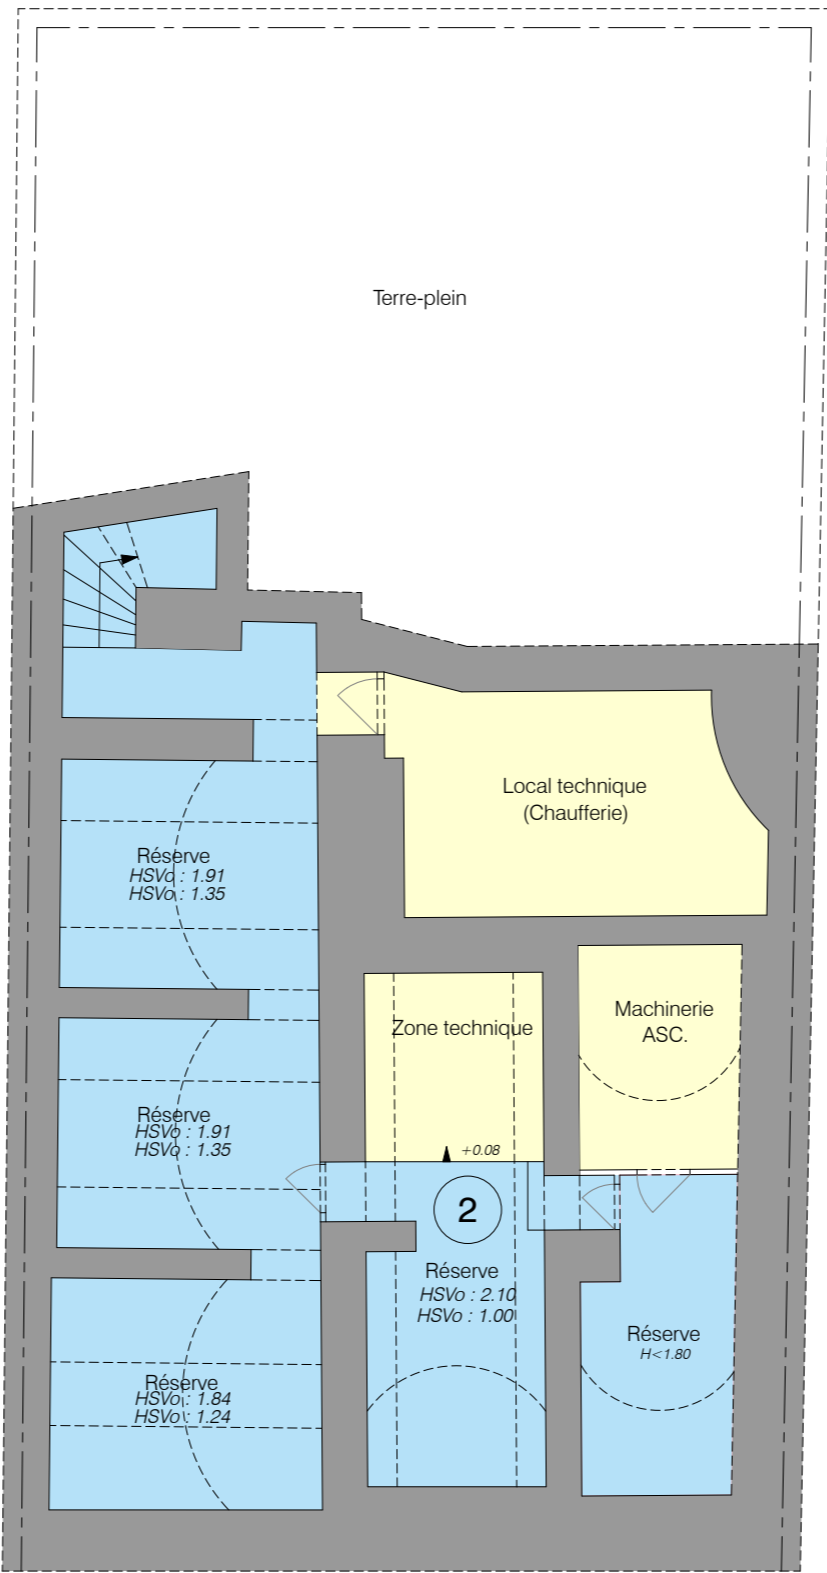 Terre-plein
Local technique
(Chaufferie)
Réserve
HSVo : 1.91
HSVo : 1.35
Zone technique
Machinerie
ASC.
Réserve
HSVo : 1.91
HSVo : 1.35
+0.08
2
Réserve
HSVo : 2.10
HSVo : 1.00
Réserve
H<1.80
Réserve
HSVo : 1.84
HSVo : 1.24